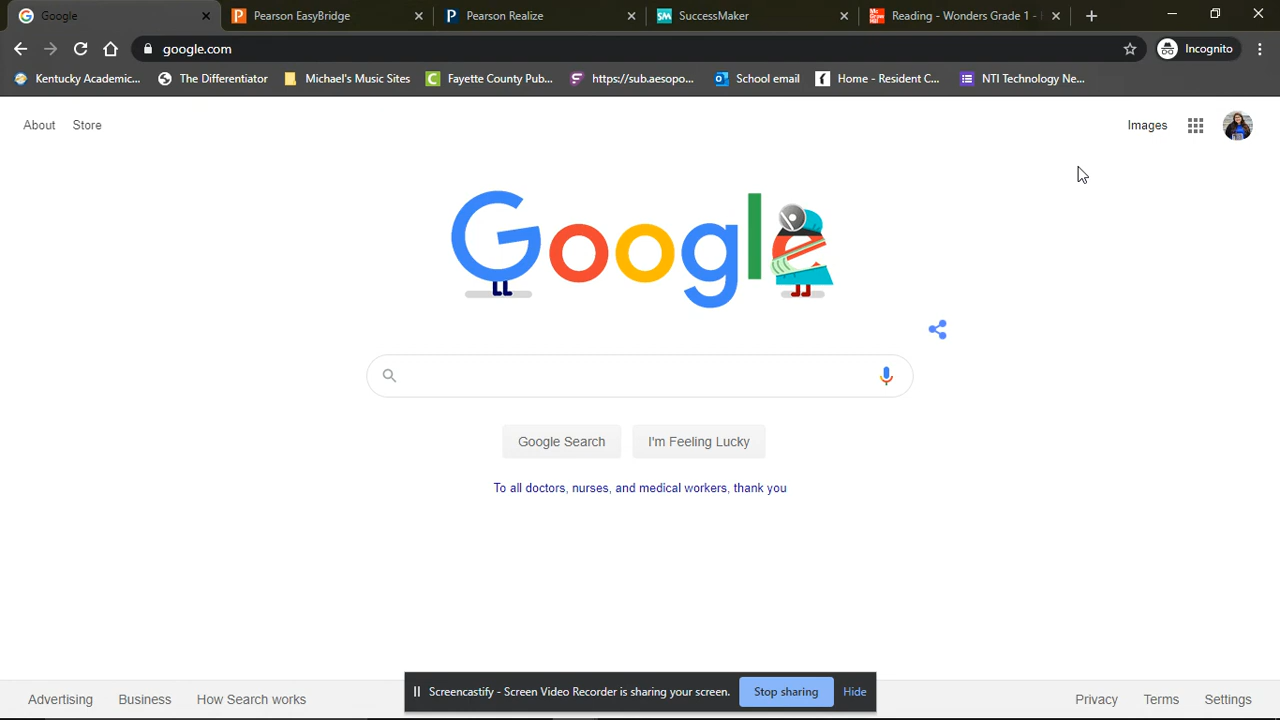 Google
Pearson EasyBridge
Pearson Realize
SuccessMaker
Reading - Wonders Grade 1 -
google.com
Incognito
Kentucky Academic...
The Differentiator
Michael's Music Sites
Fayette County Pub...
https://sub.aesopo...
School email
Home - Resident C...
NTI Technology Ne...
About
Store
Images
Google
Google Search
I'm Feeling Lucky
To all doctors, nurses, and medical workers, thank you
Screencastify - Screen Video Recorder is sharing your screen.
Stop sharing
Hide
Advertising
Business
How Search works
Privacy
Terms
Settings